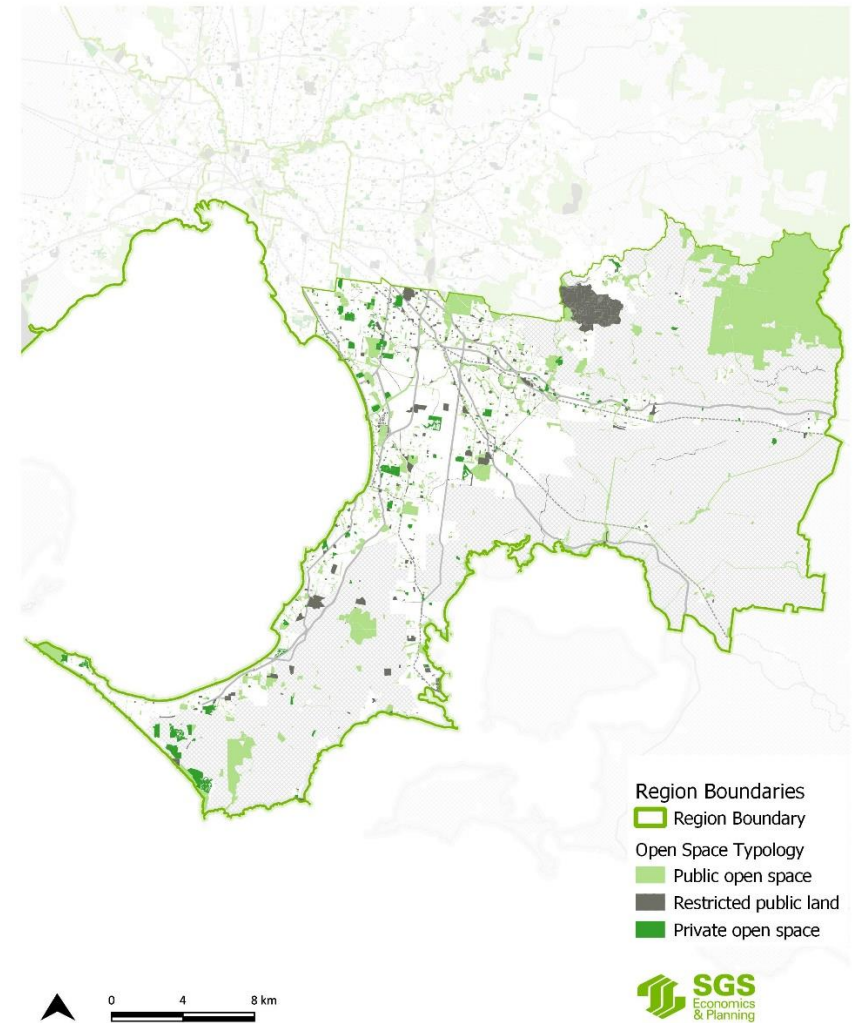 Region Boundaries
Region Boundary
Open Space Typology
Public open space
Restricted public land
Private open space
0 4 8 km
SGS
Economics
& Planning